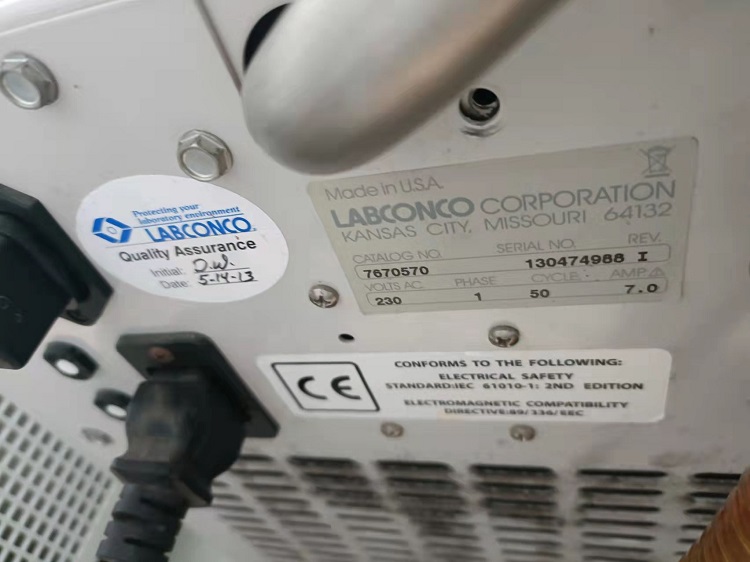 Protecting your
laboratory environment
LABCONCO
Quality Assurance
Initial: D.W.
Date: 5-14-13
Made in U.S.A.
LABCONCO CORPORATION
KANSAS CITY, MISSOURI 64132
CATALOG NO. SERIAL NO. REV.
7670570 130474988 I
VOLTS AC PHASE CYCLE AMP
230 1 50 7.0
CE
CONFORMS TO THE FOLLOWING:
ELECTRICAL SAFETY
STANDARD:IEC 61010-1: 2ND EDITION
ELECTROMAGNETIC COMPATIBILITY
DIRECTIVE:89/336/EEC